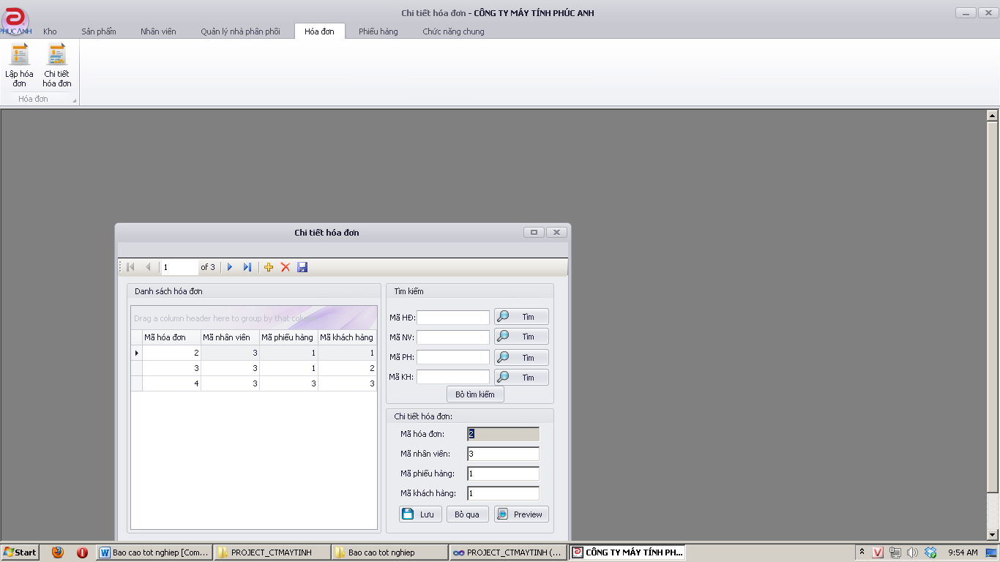 Chi tiết hóa đơn - CÔNG TY MÁY TÍNH PHÚC ANH
PHUCANH
Kho Sản phẩm Nhân viên Quản lý nhà phân phối Hóa đơn Phiếu hàng Chức năng chung
Lập hóa đơn
Chi tiết hóa đơn
Hóa đơn
Chi tiết hóa đơn
1 of 3
Danh sách hóa đơn
Drag a column header here to group by that column
Mã hóa đơn Mã nhân viên Mã phiếu hàng Mã khách hàng
2 3 1 1
3 3 1 2
4 3 3 3
Tìm kiếm
Mã HĐ: Tìm
Mã NV: Tìm
Mã PH: Tìm
Mã KH: Tìm
Bỏ tìm kiếm
Chi tiết hóa đơn:
Mã hóa đơn: 2
Mã nhân viên: 3
Mã phiếu hàng: 1
Mã khách hàng: 1
Lưu Bỏ qua Preview
Start Bao cao tot nghiep [Com... PROJECT_CTMAYTINH Bao cao tot nghiep PROJECT_CTMAYTINH (... CÔNG TY MÁY TÍNH PH... V 9:54 AM